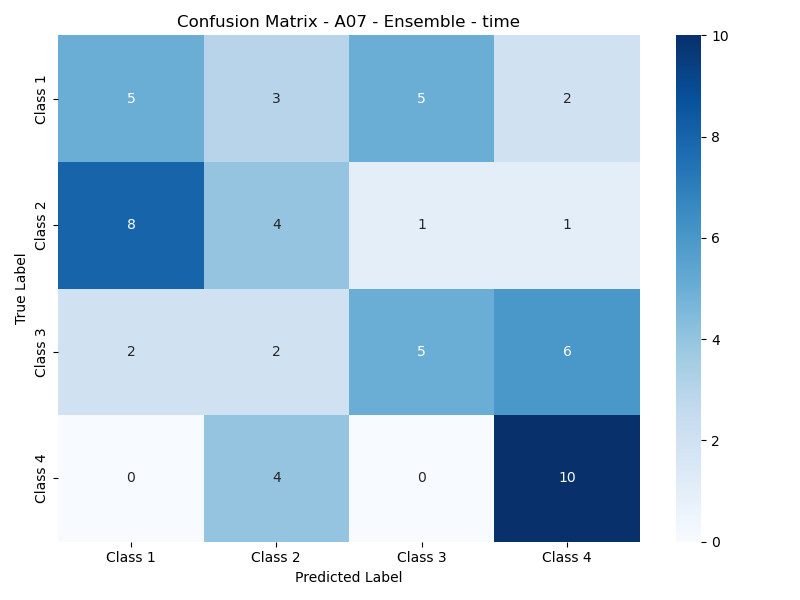 Confusion Matrix - A07 - Ensemble - time
Class 1
5 3 5 2
Class 2
8 4 1 1
Class 3
2 2 5 6
Class 4
0 4 0 10
True Label
Class 1 Class 2 Class 3 Class 4
Predicted Label
10
8
6
4
2
0